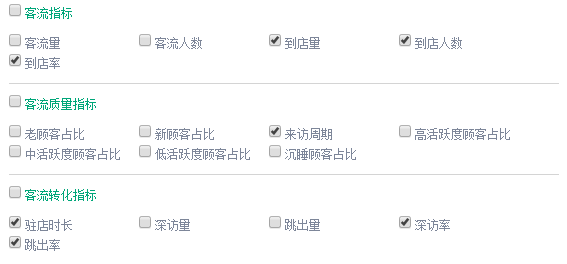 客流指标
客流量 客流人数 到店量 到店人数
到店率
客流质量指标
老顾客占比 新顾客占比 来访周期 高活跃度顾客占比
中活跃度顾客占比 低活跃度顾客占比 沉睡顾客占比
客流转化指标
驻店时长 深访量 跳出量 深访率
跳出率